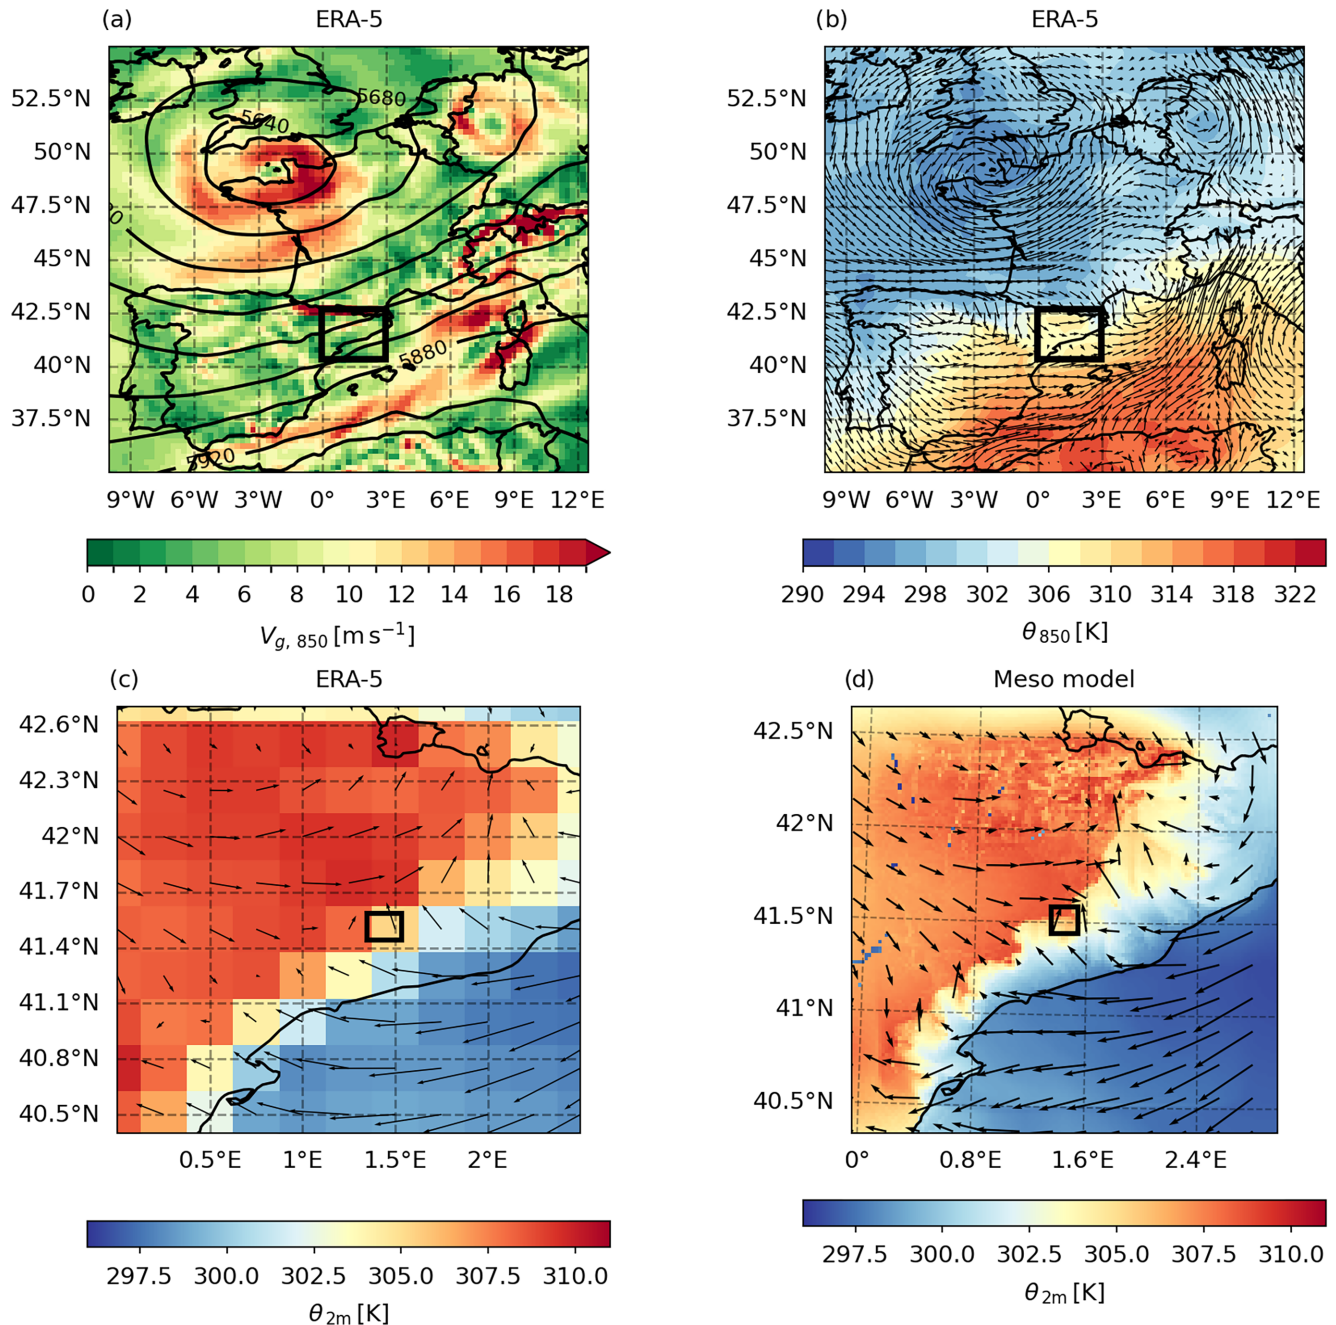 (a) ERA-5
52.5°N
50°N
47.5°N
45°N
42.5°N
40°N
37.5°N
5640
5680
5880
5920
9°W 6°W 3°W 0° 3°E 6°E 9°E 12°E
0 2 4 6 8 10 12 14 16 18
V_g, 850 [m s⁻¹]
(b) ERA-5
52.5°N
50°N
47.5°N
45°N
42.5°N
40°N
37.5°N
9°W 6°W 3°W 0° 3°E 6°E 9°E 12°E
290 294 298 302 306 310 314 318 322
θ_850 [K]
(c) ERA-5
42.6°N
42.3°N
42°N
41.7°N
41.4°N
41.1°N
40.8°N
40.5°N
0.5°E 1°E 1.5°E 2°E
297.5 300.0 302.5 305.0 307.5 310.0
θ_2m [K]
(d) Meso model
42.5°N
42°N
41.5°N
41°N
40.5°N
0° 0.8°E 1.6°E 2.4°E
297.5 300.0 302.5 305.0 307.5 310.0
θ_2m [K]